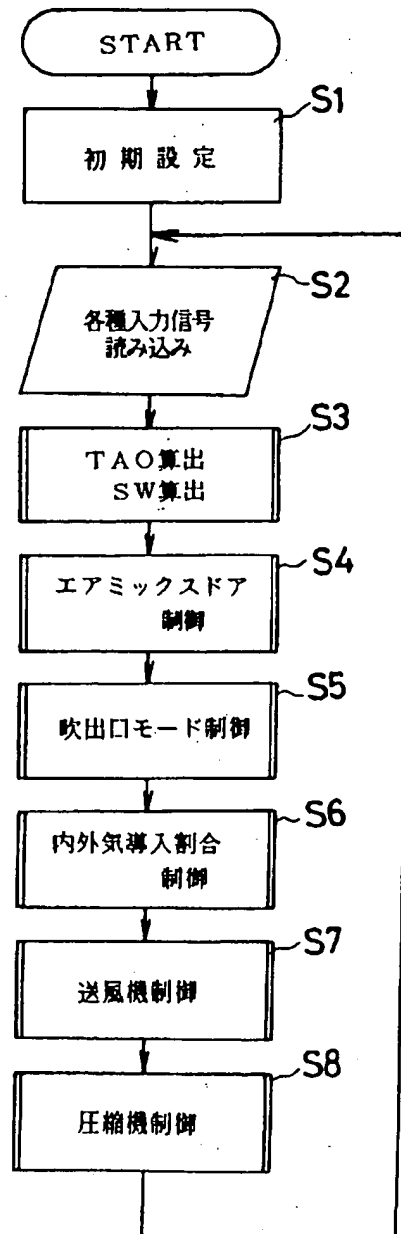 START
S1
初期設定
S2
各種入力信号
読み込み
S3
TAO算出
SW算出
S4
エアミックスドア
制御
S5
吹出口モード制御
S6
内外気導入割合
制御
S7
送風機制御
S8
圧縮機制御